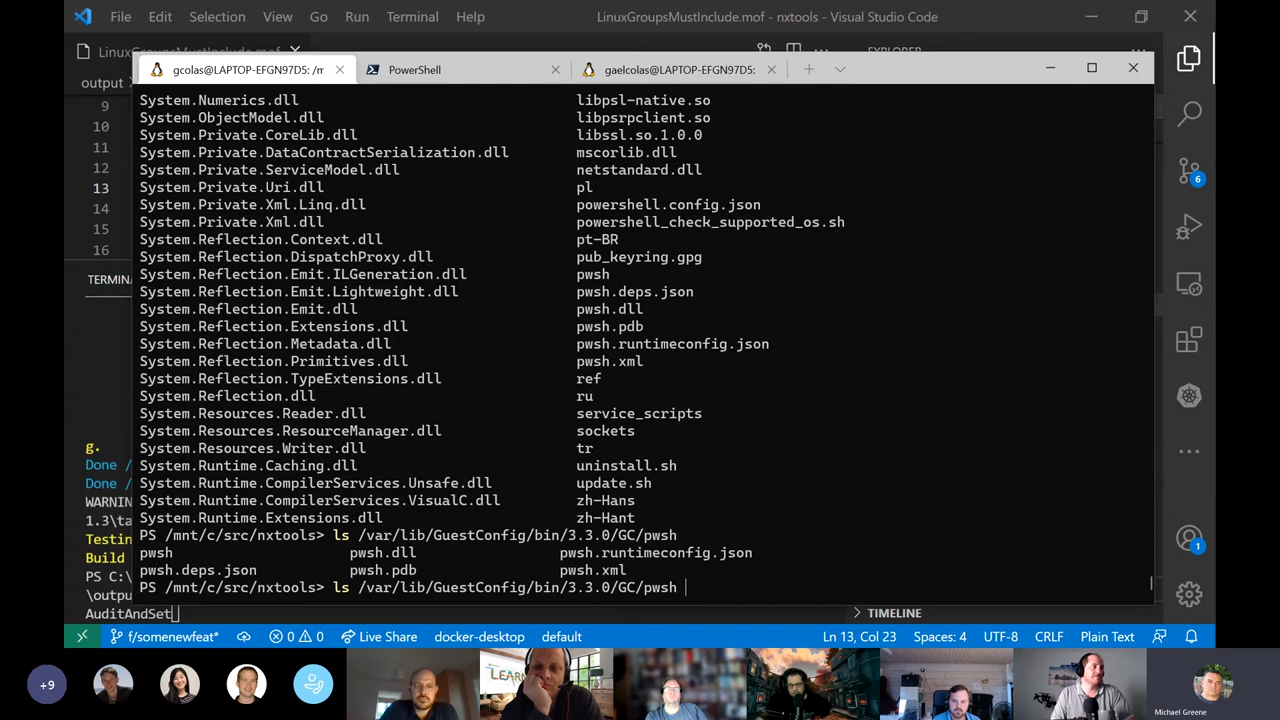 File Edit Selection View Go Run Terminal Help LinuxGroupsMustInclude.mof - nxtools - Visual Studio Code
LinuxGroupsMustInclude.mof
gcolas@LAPTOP-EFGN97D5: /m PowerShell gaelcolas@LAPTOP-EFGN97D5:
output
9
10
11
12
13
14
15
16
TERMIN
g.
Done /
Done /
WARNIN
1.3\ta
Testin
Build
PS C:\
\outpu
AuditAndSet
System.Numerics.dll libpsl-native.so
System.ObjectModel.dll libpsrpclient.so
System.Private.CoreLib.dll libssl.so.1.0.0
System.Private.DataContractSerialization.dll mscorlib.dll
System.Private.ServiceModel.dll netstandard.dll
System.Private.Uri.dll pl
System.Private.Xml.Linq.dll powershell.config.json
System.Private.Xml.dll powershell_check_supported_os.sh
System.Reflection.Context.dll pt-BR
System.Reflection.DispatchProxy.dll pub_keyring.gpg
System.Reflection.Emit.ILGeneration.dll pwsh
System.Reflection.Emit.Lightweight.dll pwsh.deps.json
System.Reflection.Emit.dll pwsh.dll
System.Reflection.Extensions.dll pwsh.pdb
System.Reflection.Metadata.dll pwsh.runtimeconfig.json
System.Reflection.Primitives.dll pwsh.xml
System.Reflection.TypeExtensions.dll ref
System.Reflection.dll ru
System.Resources.Reader.dll service_scripts
System.Resources.ResourceManager.dll sockets
System.Resources.Writer.dll tr
System.Runtime.Caching.dll uninstall.sh
System.Runtime.CompilerServices.Unsafe.dll update.sh
System.Runtime.CompilerServices.VisualC.dll zh-Hans
System.Runtime.Extensions.dll zh-Hant
PS /mnt/c/src/nxtools> ls /var/lib/GuestConfig/bin/3.3.0/GC/pwsh
pwsh pwsh.dll pwsh.runtimeconfig.json
pwsh.deps.json pwsh.pdb pwsh.xml
PS /mnt/c/src/nxtools> ls /var/lib/GuestConfig/bin/3.3.0/GC/pwsh
6
1
TIMELINE
f/somenewfeat* 0 0 Live Share docker-desktop default Ln 13, Col 23 Spaces: 4 UTF-8 CRLF Plain Text
+9
Michael Greene